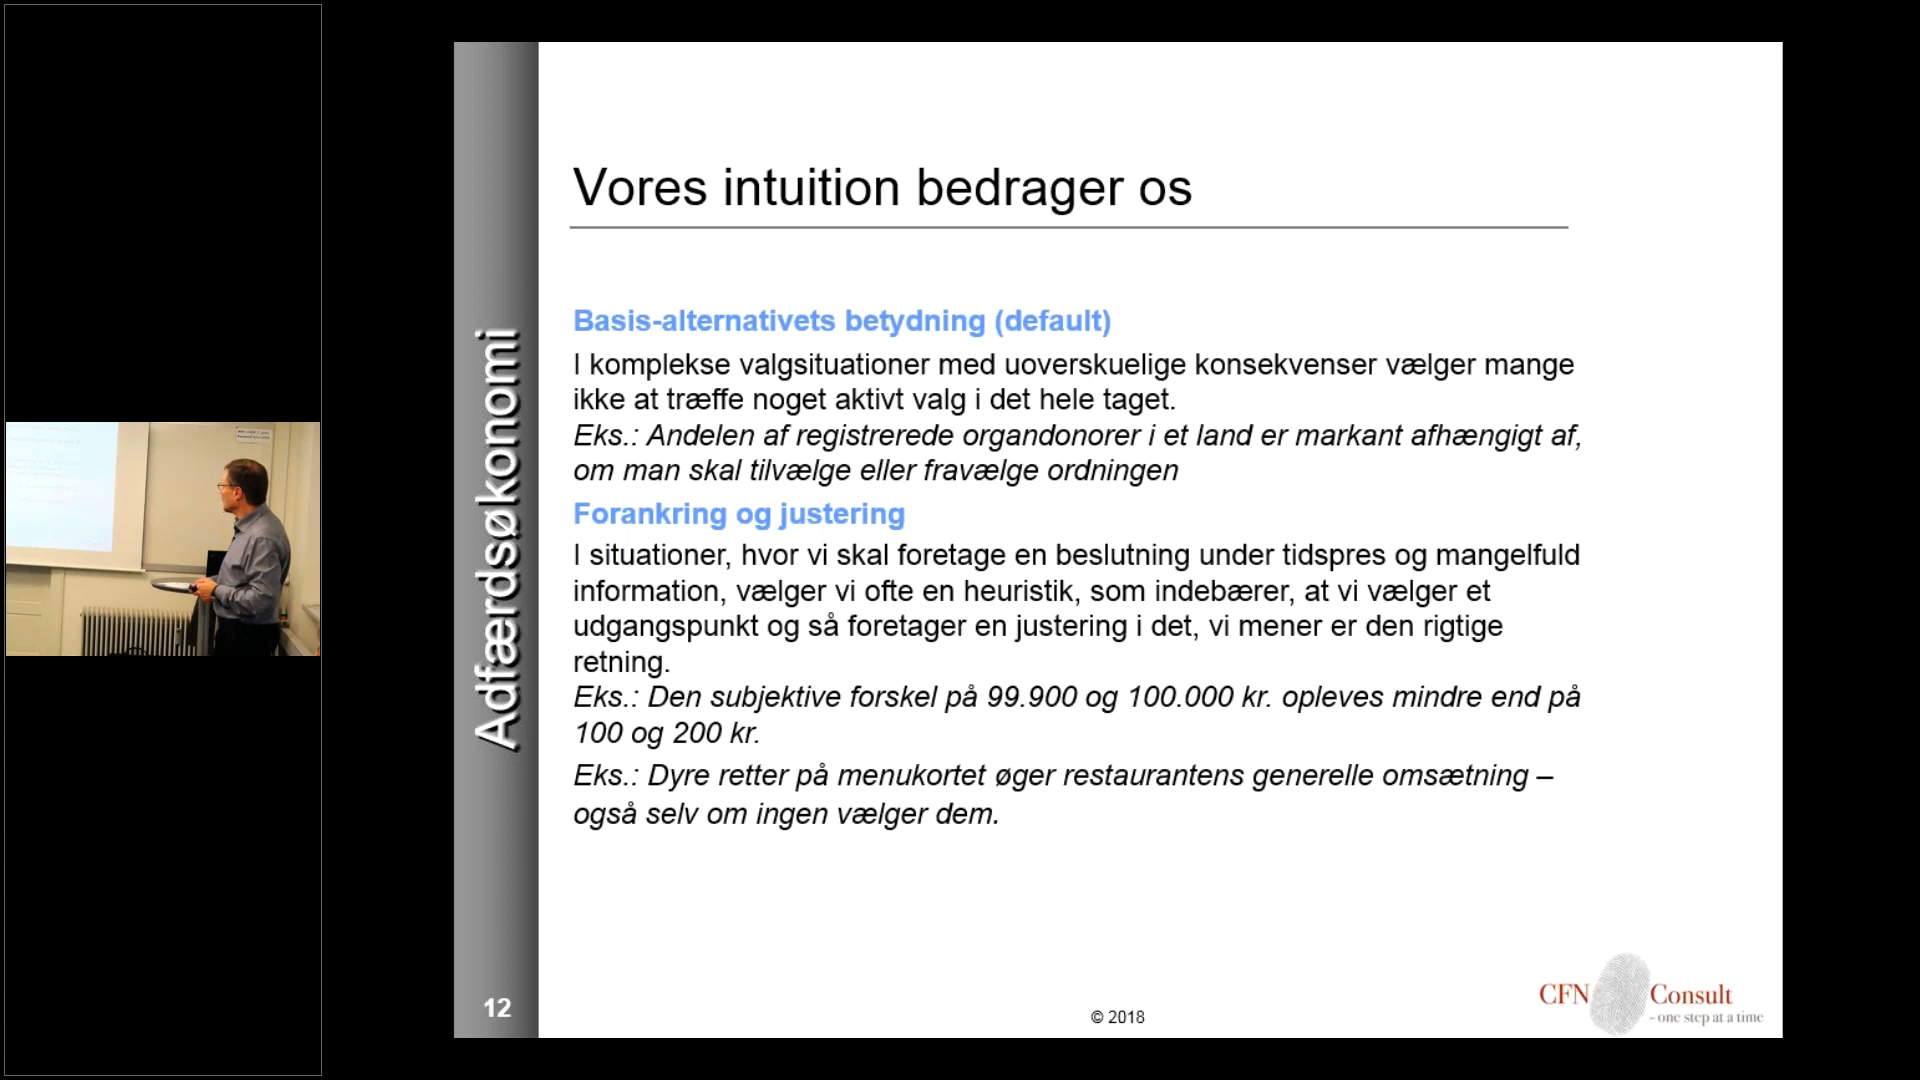 Vores intuition bedrager os
Basis-alternativets betydning (default)
I komplekse valgsituationer med uoverskuelige konsekvenser vælger mange
ikke at træffe noget aktivt valg i det hele taget.
Eks.: Andelen af registrerede organdonorer i et land er markant afhængigt af,
om man skal tilvælge eller fravælge ordningen
Forankring og justering
I situationer, hvor vi skal foretage en beslutning under tidspres og mangelfuld
information, vælger vi ofte en heuristik, som indebærer, at vi vælger et
udgangspunkt og så foretager en justering i det, vi mener er den rigtige
retning.
Eks.: Den subjektive forskel på 99.900 og 100.000 kr. opleves mindre end på
100 og 200 kr.
Eks.: Dyre retter på menukortet øger restaurantens generelle omsætning –
også selv om ingen vælger dem.
Adfærdsøkonomi
12
© 2018
CFN Consult
- one step at a time